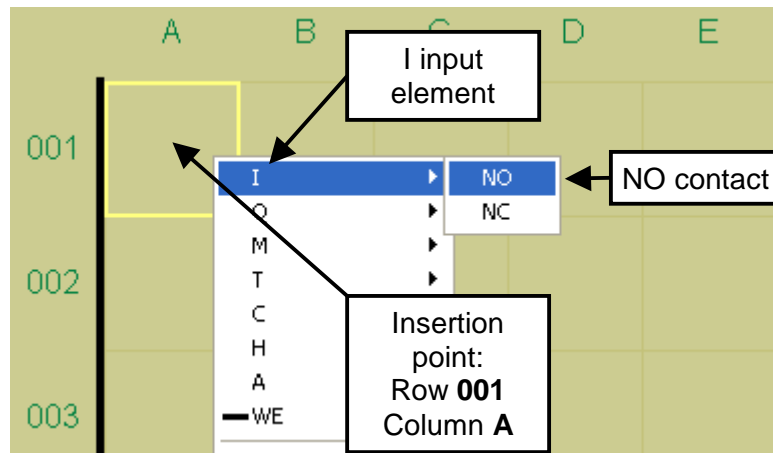 A B C D E
I input
element
001
I NO NO contact
Q NC
M
002 T
C Insertion
H point:
A Row 001
003 WE Column A